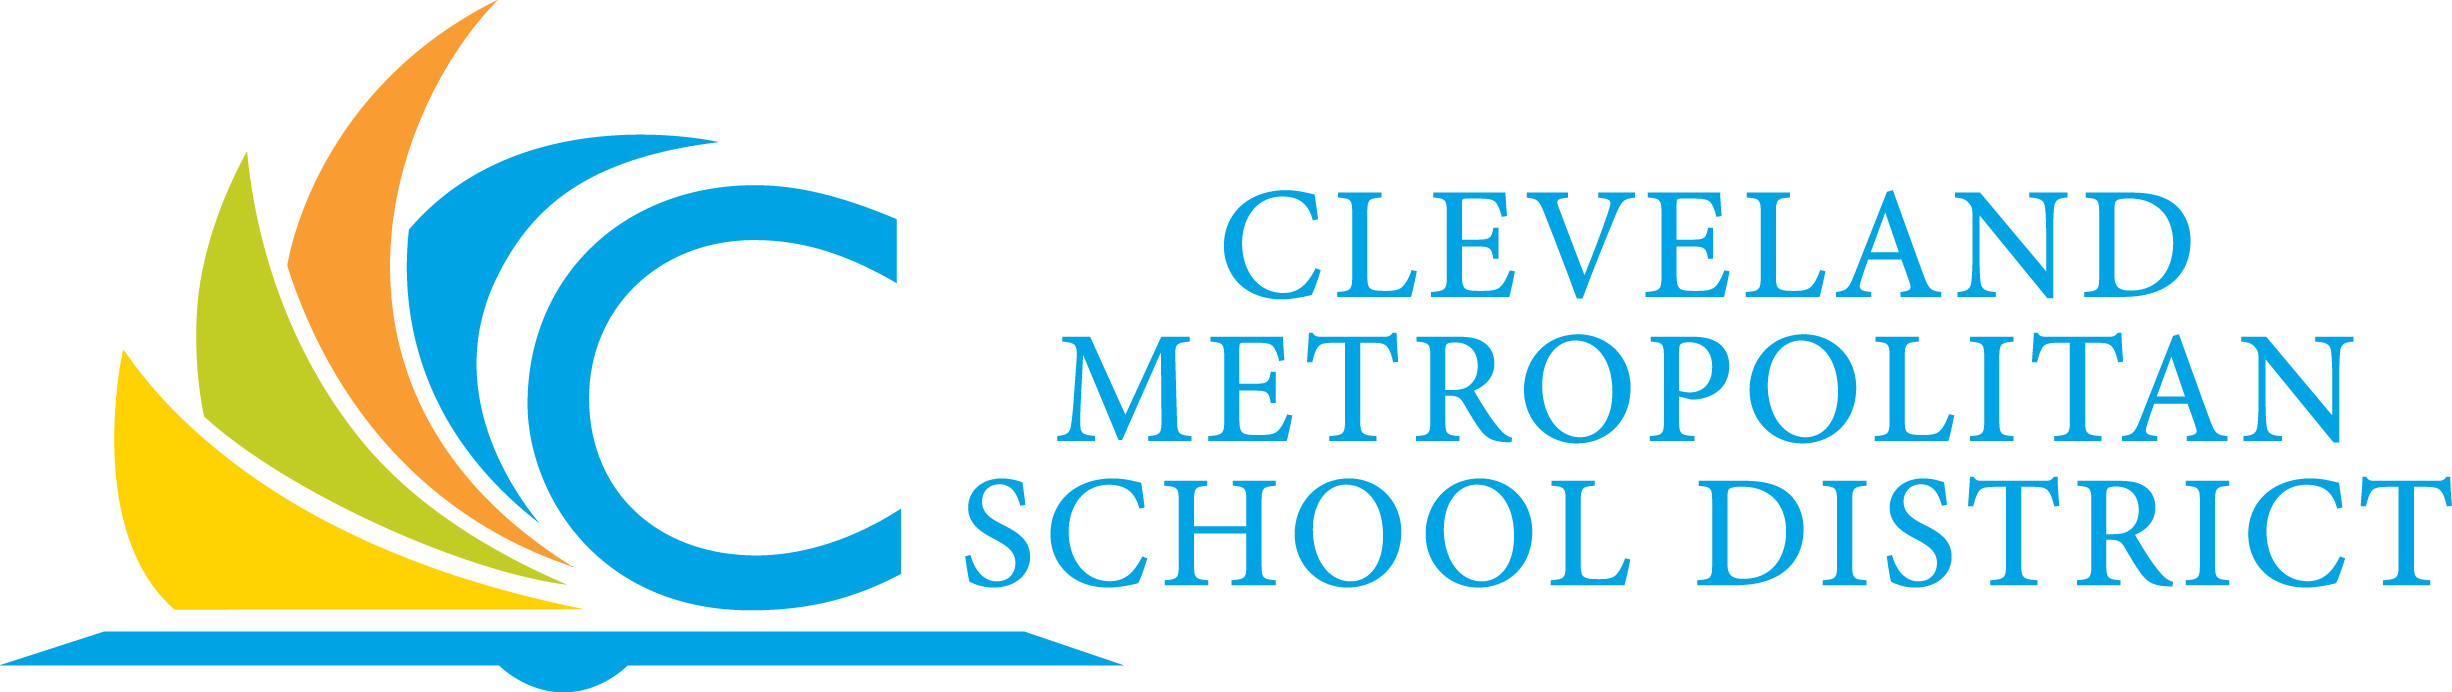 C
CLEVELAND
METROPOLITAN
SCHOOL DISTRICT